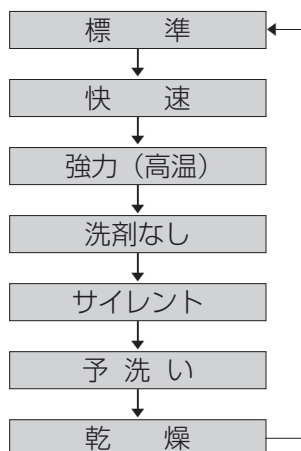 標　準
快　速
強力（高温）
洗剤なし
サイレント
予 洗 い
乾　燥